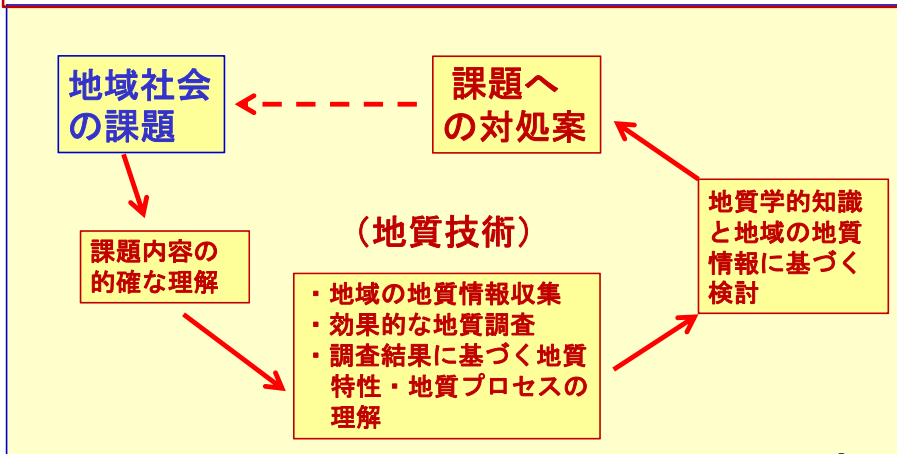 地域社会
の課題
課題へ
の対処案
課題内容の
的確な理解
（地質技術）
・地域の地質情報収集
・効果的な地質調査
・調査結果に基づく地質
特性・地質プロセスの
理解
地質学的知識
と地域の地質
情報に基づく
検討